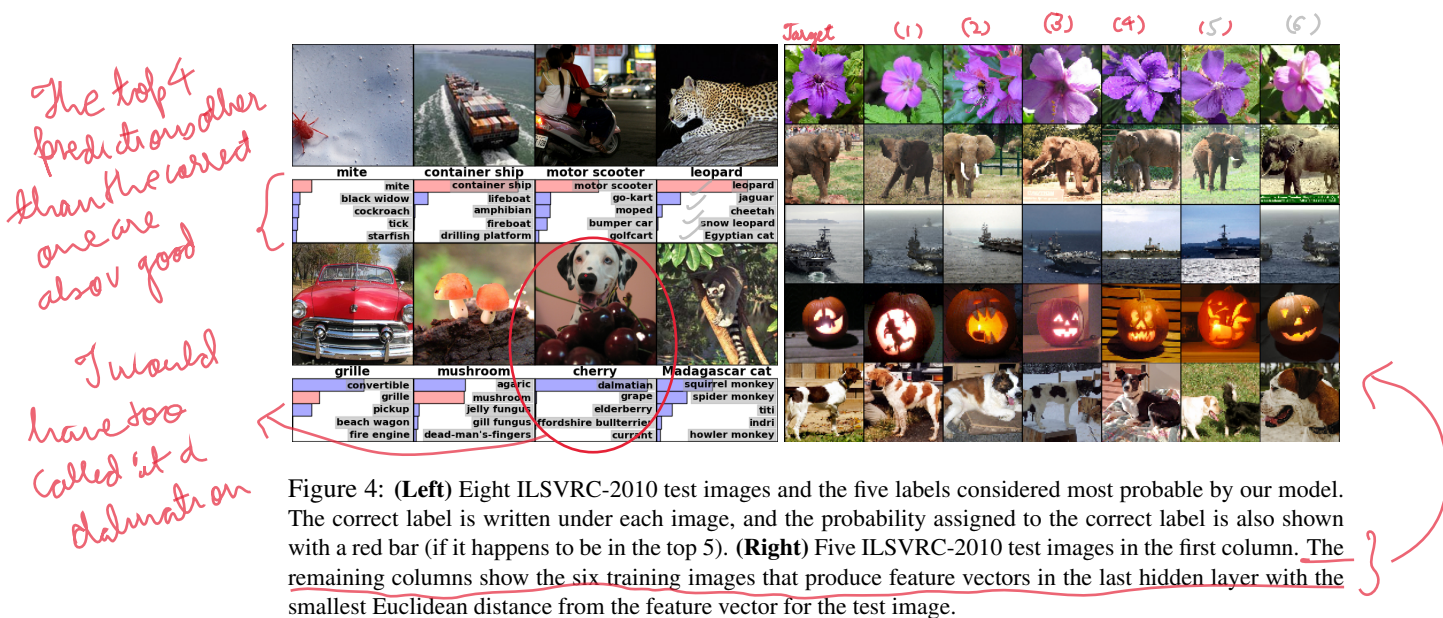 Target (1) (2) (3) (4) (5) (6)
The top 4
predictions other
than the correct
one are
also v good
mite container ship motor scooter leopard
mite container ship motor scooter leopard
black widow lifeboat go-kart jaguar
cockroach amphibian moped cheetah
tick fireboat bumper car snow leopard
starfish drilling platform golfcart Egyptian cat
I would
have too
called it a
dalmation
grille mushroom cherry Madagascar cat
convertible agaric dalmatian squirrel monkey
grille mushroom grape spider monkey
pickup jelly fungus elderberry titi
beach wagon gill fungus ffordshire bullterrier indri
fire engine dead-man's-fingers currant howler monkey
Figure 4: (Left) Eight ILSVRC-2010 test images and the five labels considered most probable by our model.
The correct label is written under each image, and the probability assigned to the correct label is also shown
with a red bar (if it happens to be in the top 5). (Right) Five ILSVRC-2010 test images in the first column. The
remaining columns show the six training images that produce feature vectors in the last hidden layer with the
smallest Euclidean distance from the feature vector for the test image.